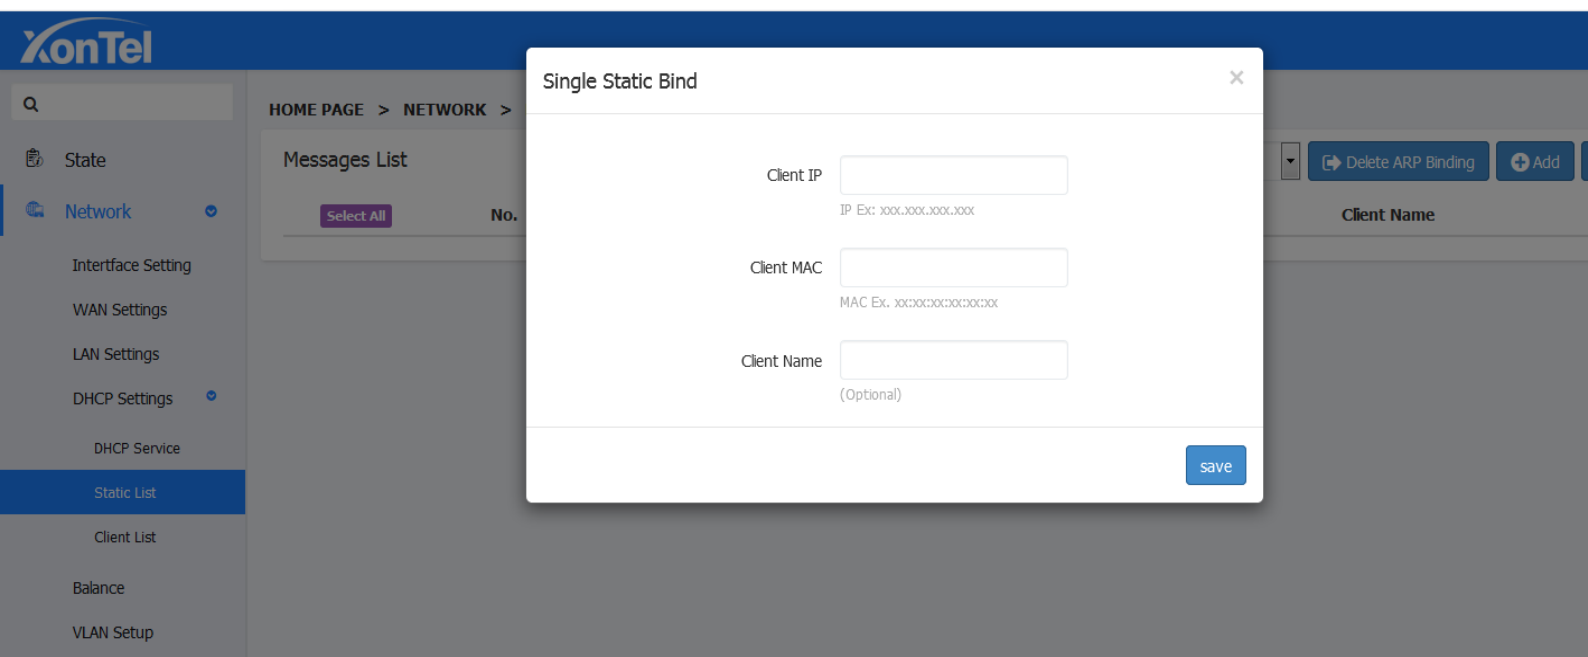 XonTel
HOME PAGE > NETWORK >
State
Network
Intertface Setting
WAN Settings
LAN Settings
DHCP Settings
DHCP Service
Static List
Client List
Balance
VLAN Setup
Messages List
Delete ARP Binding
Add
Select All
No.
Client Name
Single Static Bind
×
Client IP
IP Ex: xxx.xxx.xxx.xxx
Client MAC
MAC Ex. xx:xx:xx:xx:xx:xx
Client Name
(Optional)
save